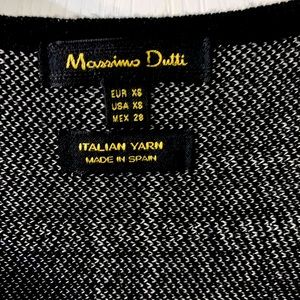 Massimo Dutti
EUR XS
USA XS
MEX 28
ITALIAN YARN
MADE IN SPAIN